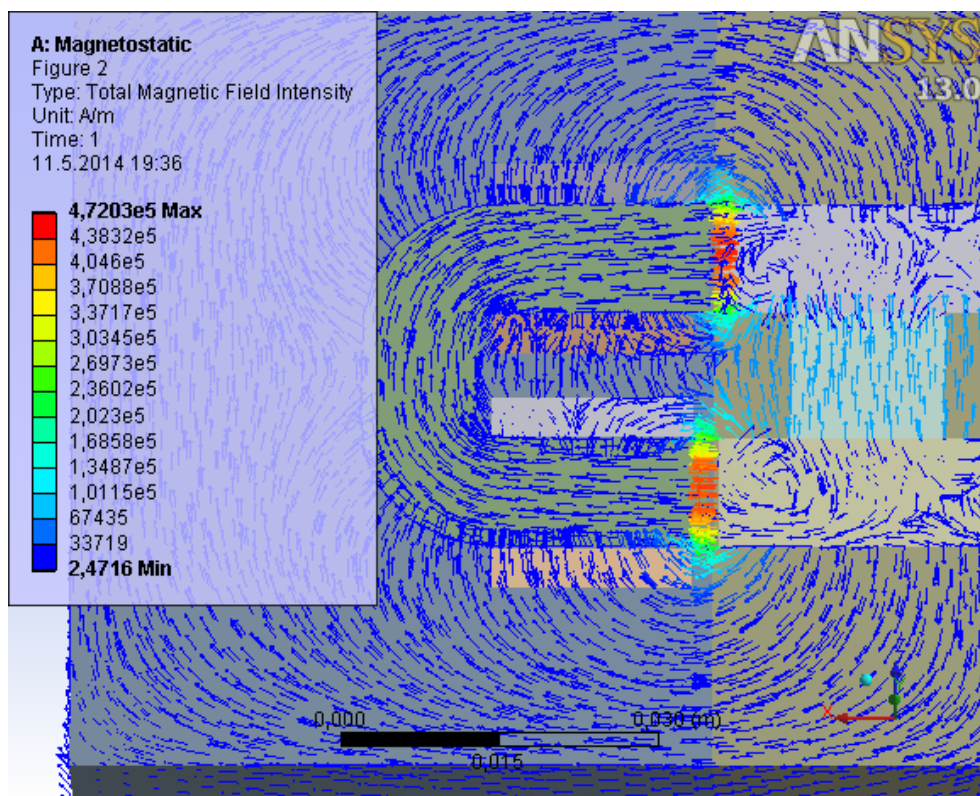 A: Magnetostatic
Figure 2
Type: Total Magnetic Field Intensity
Unit: A/m
Time: 1
11.5.2014 19:36
4,7203e5 Max
4,3832e5
4,046e5
3,7088e5
3,3717e5
3,0345e5
2,6973e5
2,3602e5
2,023e5
1,6858e5
1,3487e5
1,0115e5
67435
33719
2,4716 Min
ANSYS
13.0
X
0,000
0,030 (m)
0,015